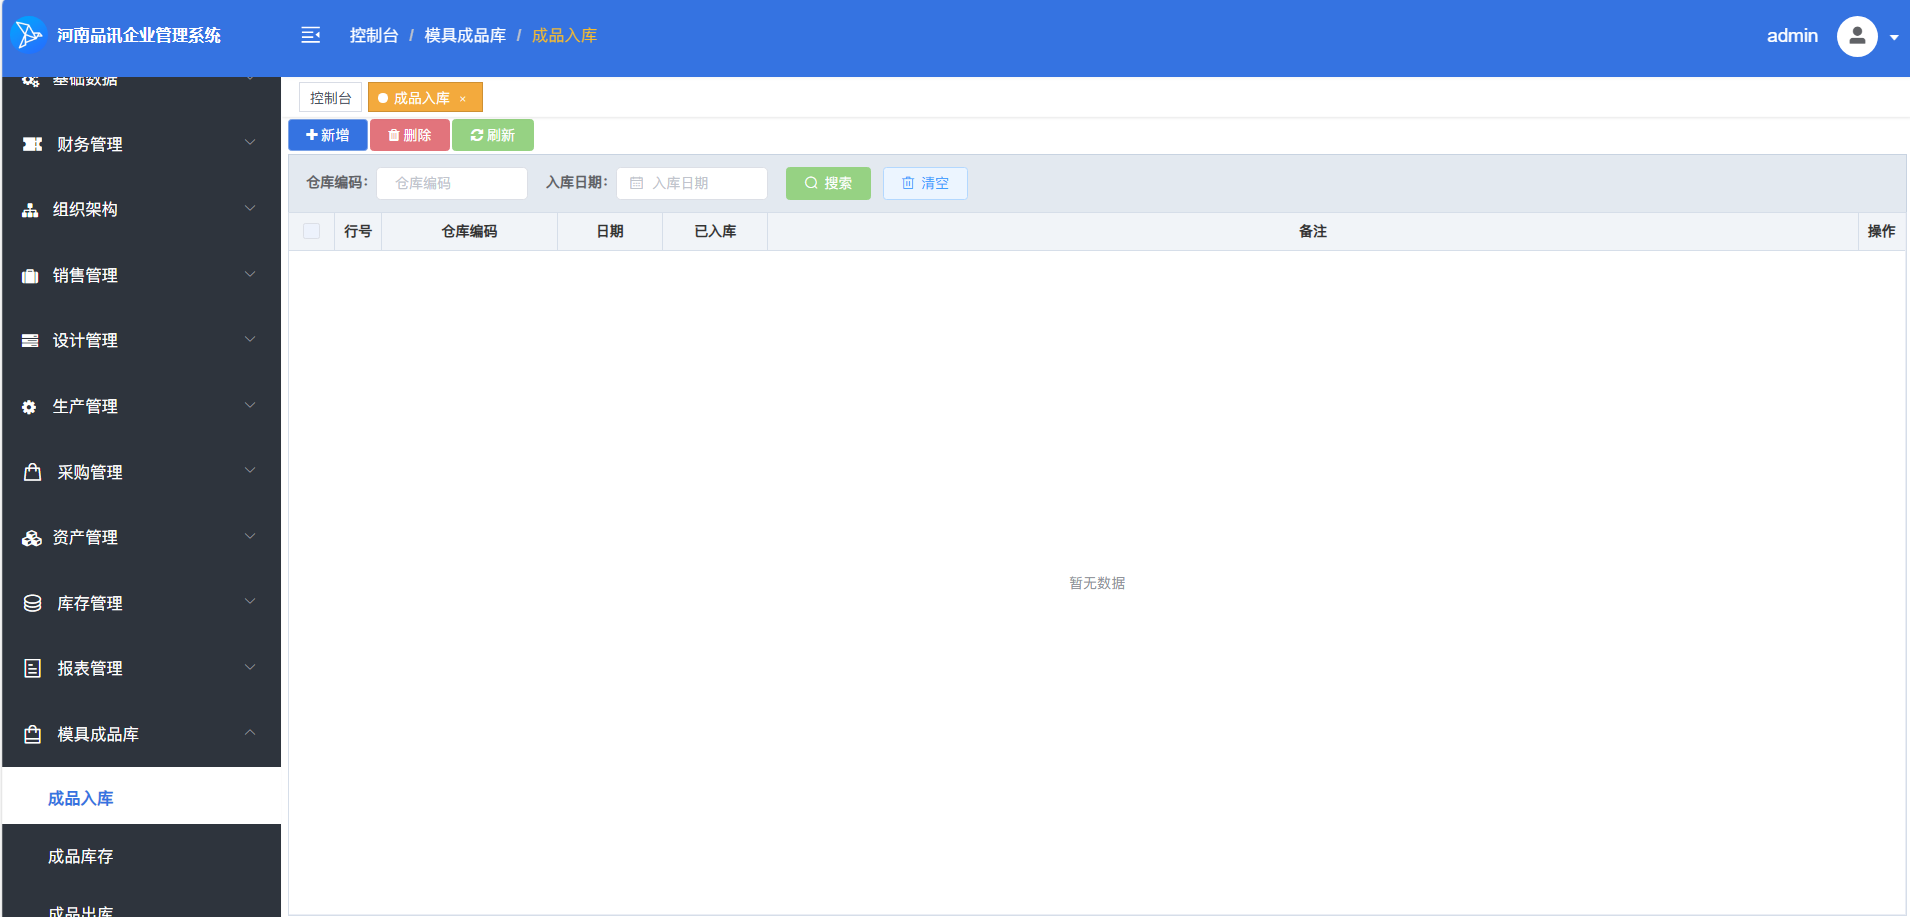 河南品讯企业管理系统
控制台 / 模具成品库 / 成品入库
admin
基础数据
财务管理
组织架构
销售管理
设计管理
生产管理
采购管理
资产管理
库存管理
报表管理
模具成品库
成品入库
成品库存
成品出库
控制台
成品入库 ×
新增 删除 刷新
仓库编码： 仓库编码 入库日期： 入库日期 搜索 清空
行号 仓库编码 日期 已入库 备注 操作
暂无数据